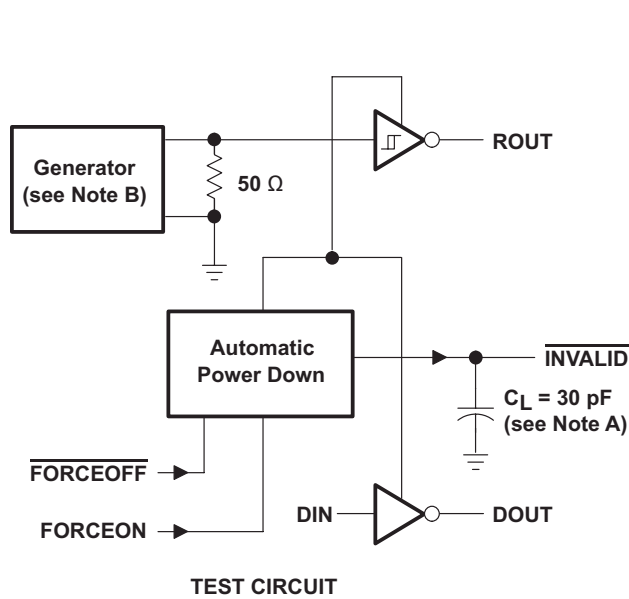 ROUT
Generator
(see Note B)
50 Ω
Automatic
Power Down
INVALID
CL = 30 pF
(see Note A)
FORCEOFF
FORCEON
DIN
DOUT
TEST CIRCUIT